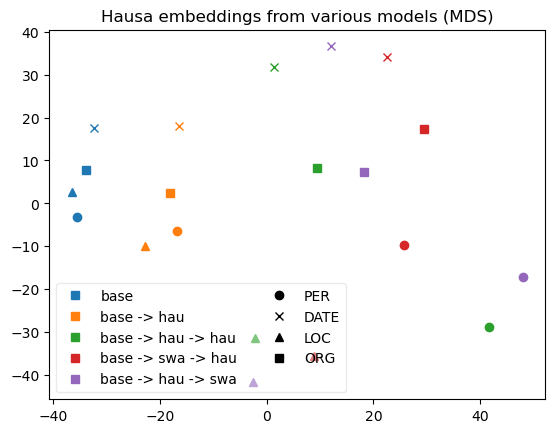 Hausa embeddings from various models (MDS)
40
30
20
10
0
−10
−20
−30
−40
base
base -> hau
base -> hau -> hau
base -> swa -> hau
base -> hau -> swa
PER
DATE
LOC
ORG
−40 −20 0 20 40